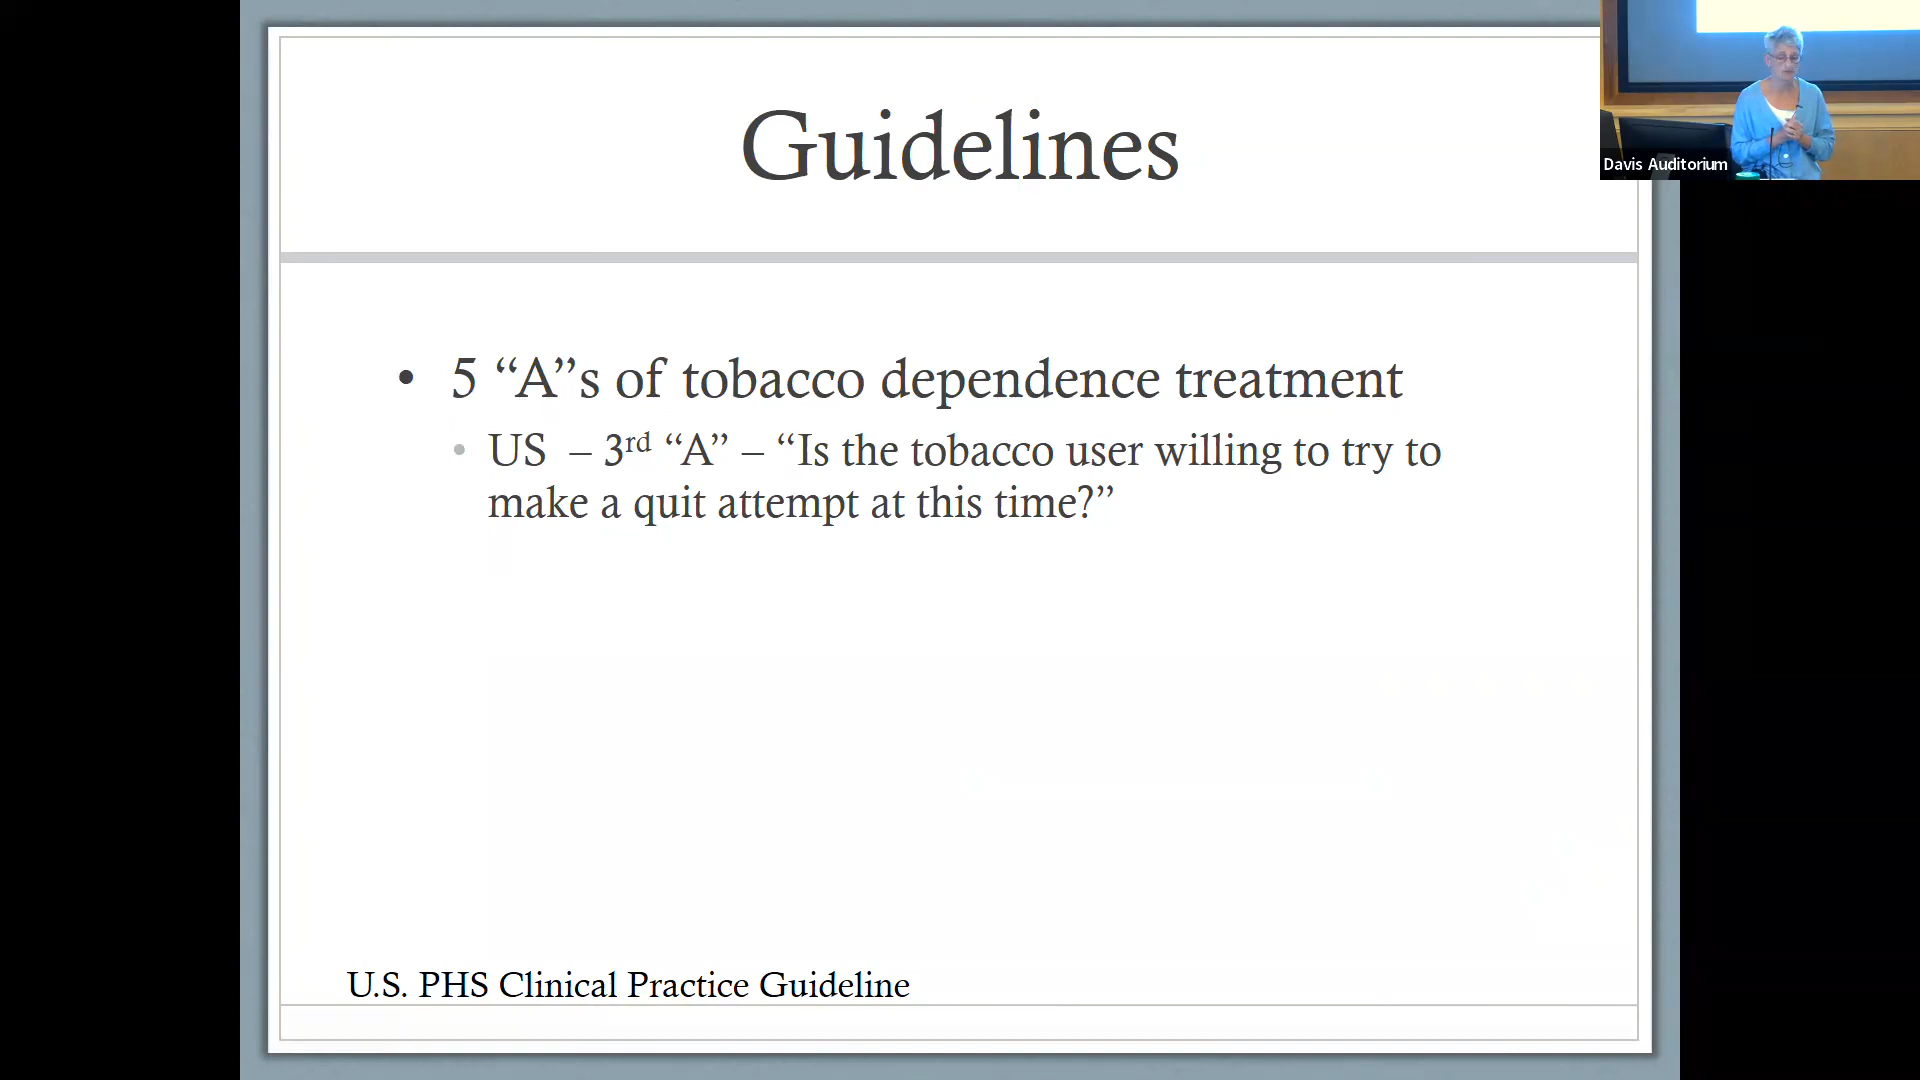 Guidelines
• 5 “A”s of tobacco dependence treatment
• US – 3rd “A” – “Is the tobacco user willing to try to
make a quit attempt at this time?”
U.S. PHS Clinical Practice Guideline
Davis Auditorium